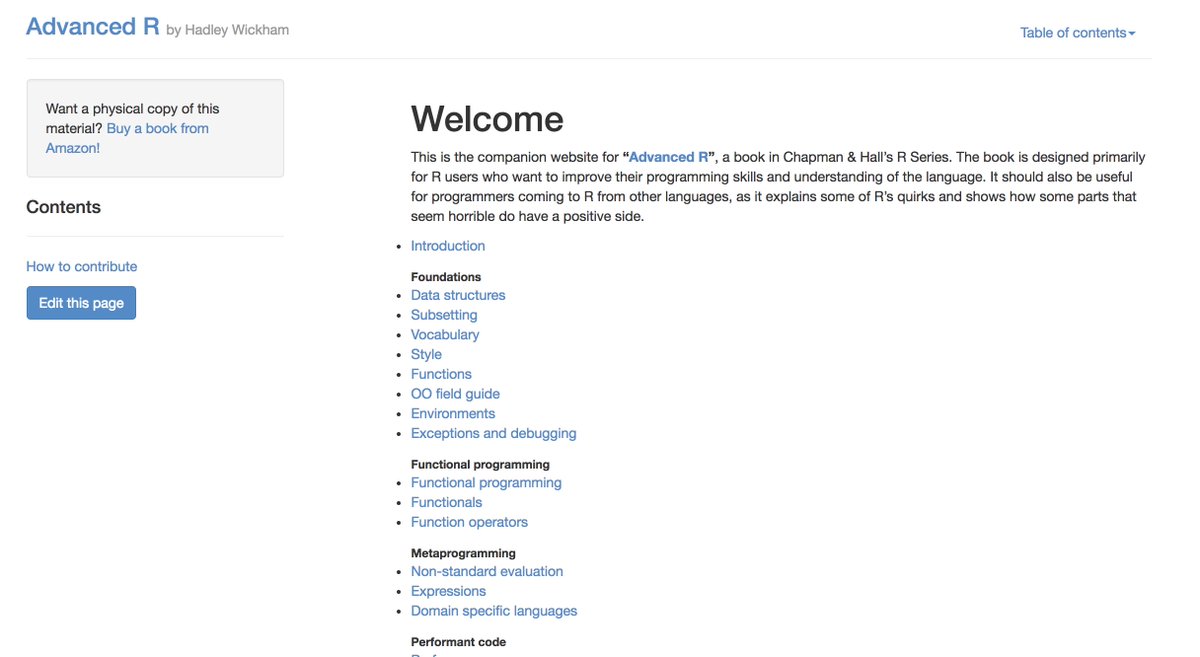 Advanced R by Hadley Wickham
Table of contents
Want a physical copy of this
material? Buy a book from
Amazon!
Contents
How to contribute
Edit this page
Welcome
This is the companion website for “Advanced R”, a book in Chapman & Hall’s R Series. The book is designed primarily
for R users who want to improve their programming skills and understanding of the language. It should also be useful
for programmers coming to R from other languages, as it explains some of R’s quirks and shows how some parts that
seem horrible do have a positive side.
• Introduction
Foundations
• Data structures
• Subsetting
• Vocabulary
• Style
• Functions
• OO field guide
• Environments
• Exceptions and debugging
Functional programming
• Functional programming
• Functionals
• Function operators
Metaprogramming
• Non-standard evaluation
• Expressions
• Domain specific languages
Performant code